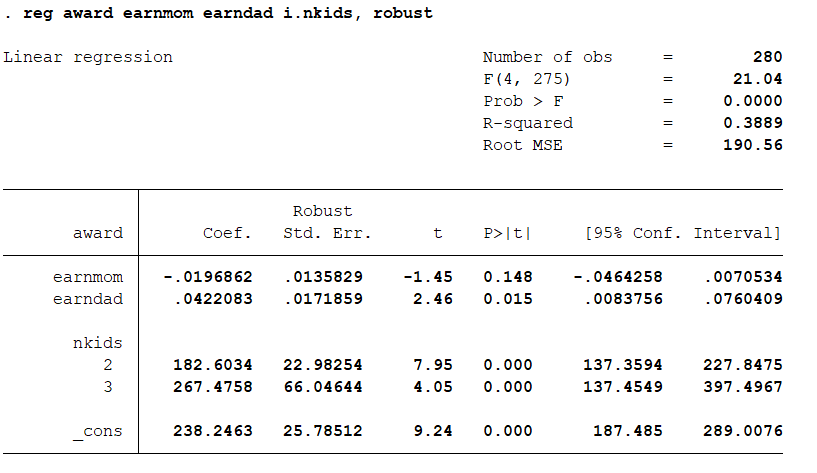 . reg award earnmom earndad i.nkids, robust
Linear regression Number of obs = 280
F(4, 275) = 21.04
Prob > F = 0.0000
R-squared = 0.3889
Root MSE = 190.56
Robust
award Coef. Std. Err. t P>|t| [95% Conf. Interval]
earnmom -.0196862 .0135829 -1.45 0.148 -.0464258 .0070534
earndad .0422083 .0171859 2.46 0.015 .0083756 .0760409
nkids
2 182.6034 22.98254 7.95 0.000 137.3594 227.8475
3 267.4758 66.04644 4.05 0.000 137.4549 397.4967
_cons 238.2463 25.78512 9.24 0.000 187.485 289.0076